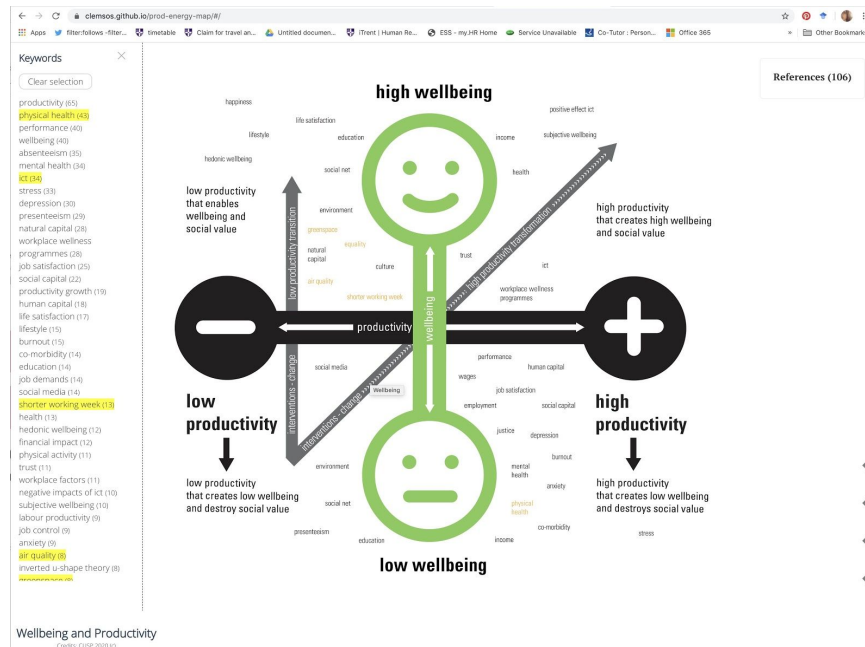 clemsos.github.io/prod-energy-map/#/
Apps
filter:follows -filter...
timetable
Claim for travel an...
Untitled documen...
iTrent | Human Re...
ESS - my.HR Home
Service Unavailable
Co-Tutor : Person...
Office 365
»
Other Bookmark
Keywords
Clear selection
productivity (65)
physical health (43)
performance (40)
wellbeing (40)
absenteeism (35)
mental health (34)
ict (34)
stress (33)
depression (30)
presenteeism (29)
natural capital (28)
workplace wellness
programmes (28)
job satisfaction (25)
social capital (22)
productivity growth (19)
human capital (18)
life satisfaction (17)
lifestyle (15)
burnout (15)
co-morbidity (14)
education (14)
job demands (14)
social media (14)
shorter working week (13)
health (13)
hedonic wellbeing (12)
financial impact (12)
physical activity (11)
trust (11)
workplace factors (11)
negative impacts of ict (10)
subjective wellbeing (10)
labour productivity (9)
job control (9)
anxiety (9)
air quality (8)
inverted u-shape theory (8)
greenspace (8)
Wellbeing and Productivity
Credits: CUSP 2020 (c)
References (106)
high wellbeing
happiness
life satisfaction
positive effect ict
lifestyle
education
income
subjective wellbeing
hedonic wellbeing
social net
health
low productivity
that enables
wellbeing and
social value
environment
greenspace
equality
natural
capital
culture
air quality
shorter working week
high productivity
that creates high wellbeing
and social value
trust
ict
workplace wellness
programmes
low productivity transition
interventions - change
high productivity transformation
interventions - change
productivity
wellbeing
Wellbeing
social media
performance
human capital
wages
job satisfaction
employment
social capital
low
productivity
high
productivity
justice
depression
burnout
environment
mental
health
anxiety
low productivity
that creates low wellbeing
and destroy social value
high productivity
that creates low wellbeing
and destroys social value
social net
physical
health
presenteeism
education
income
co-morbidity
stress
low wellbeing